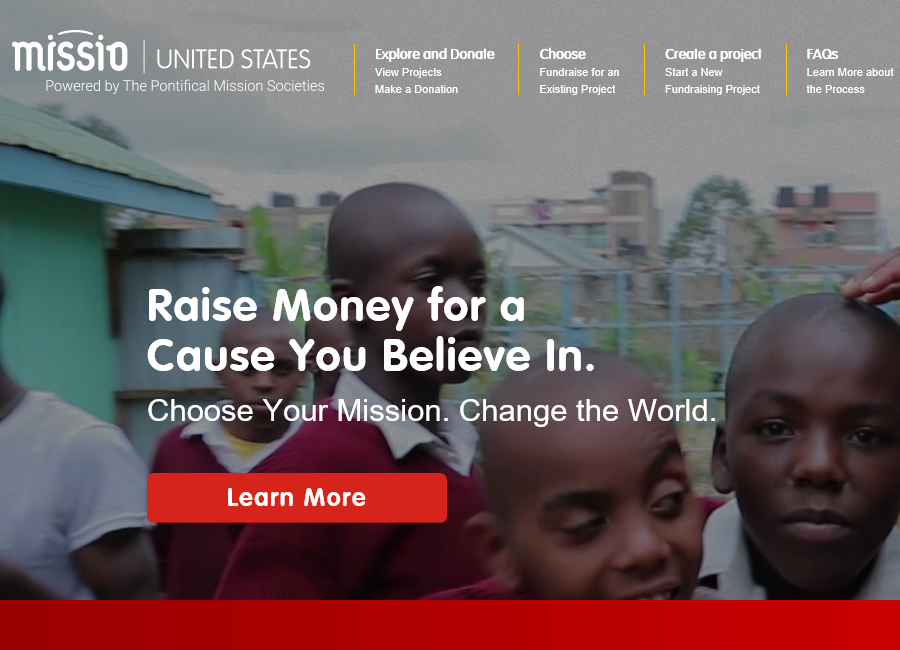 missio | UNITED STATES
Powered by The Pontifical Mission Societies
Explore and Donate
View Projects
Make a Donation
Choose
Fundraise for an
Existing Project
Create a project
Start a New
Fundraising Project
FAQs
Learn More about
the Process
Raise Money for a
Cause You Believe In.
Choose Your Mission. Change the World.
Learn More